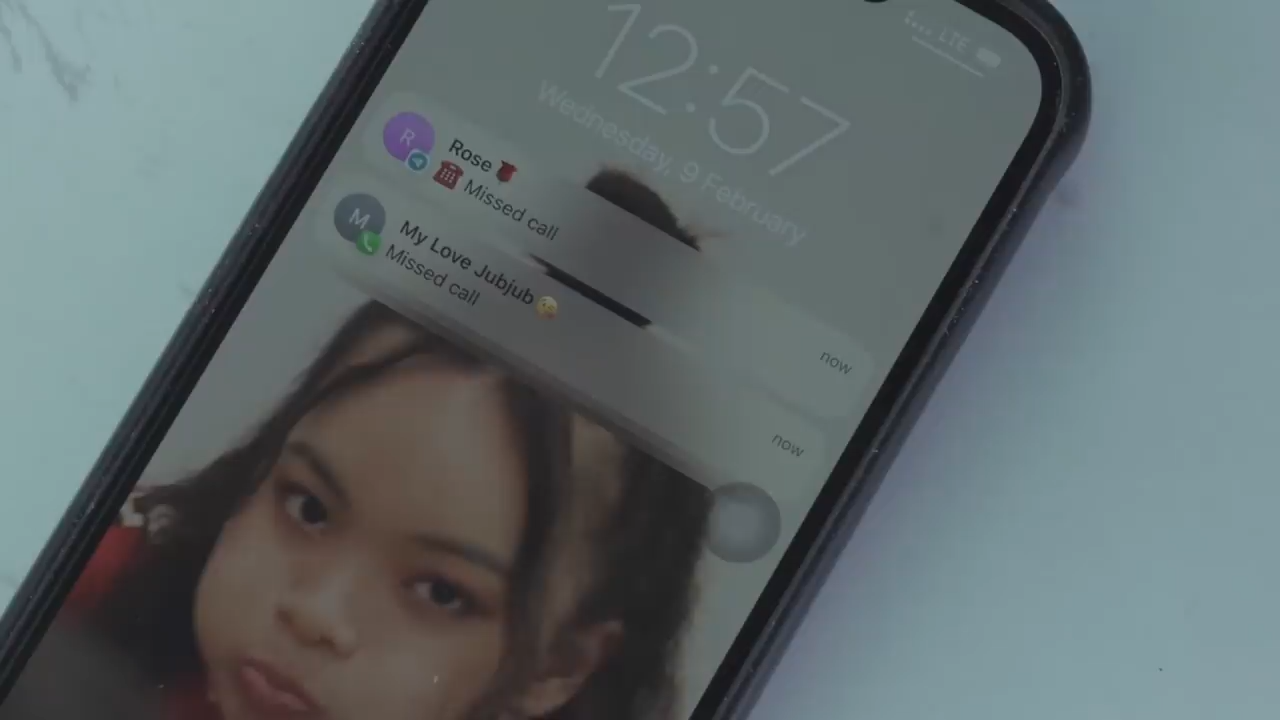 LTE
12:57
Wednesday, 9 February
R
Rose🌹
☎️ Missed call
now
M
My Love Jubjub😘
Missed call
now